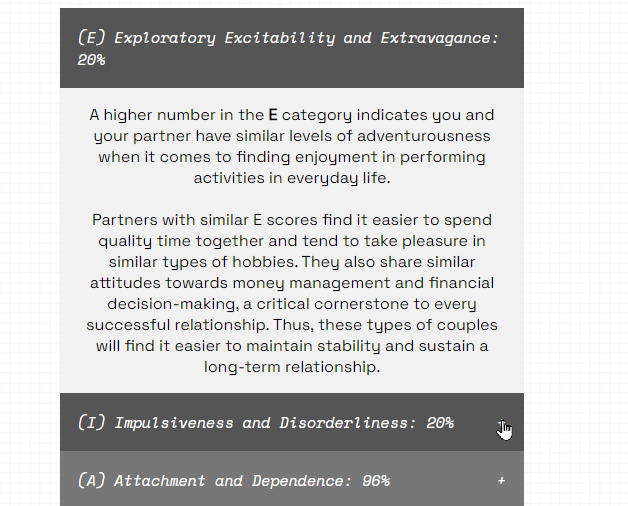 (E) Exploratory Excitability and Extravagance:
20%
A higher number in the E category indicates you and
your partner have similar levels of adventurousness
when it comes to finding enjoyment in performing
activities in everyday life.
Partners with similar E scores find it easier to spend
quality time together and tend to take pleasure in
similar types of hobbies. They also share similar
attitudes towards money management and financial
decision-making, a critical cornerstone to every
successful relationship. Thus, these types of couples
will find it easier to maintain stability and sustain a
long-term relationship.
(I) Impulsiveness and Disorderliness: 20%
(A) Attachment and Dependence: 96% +